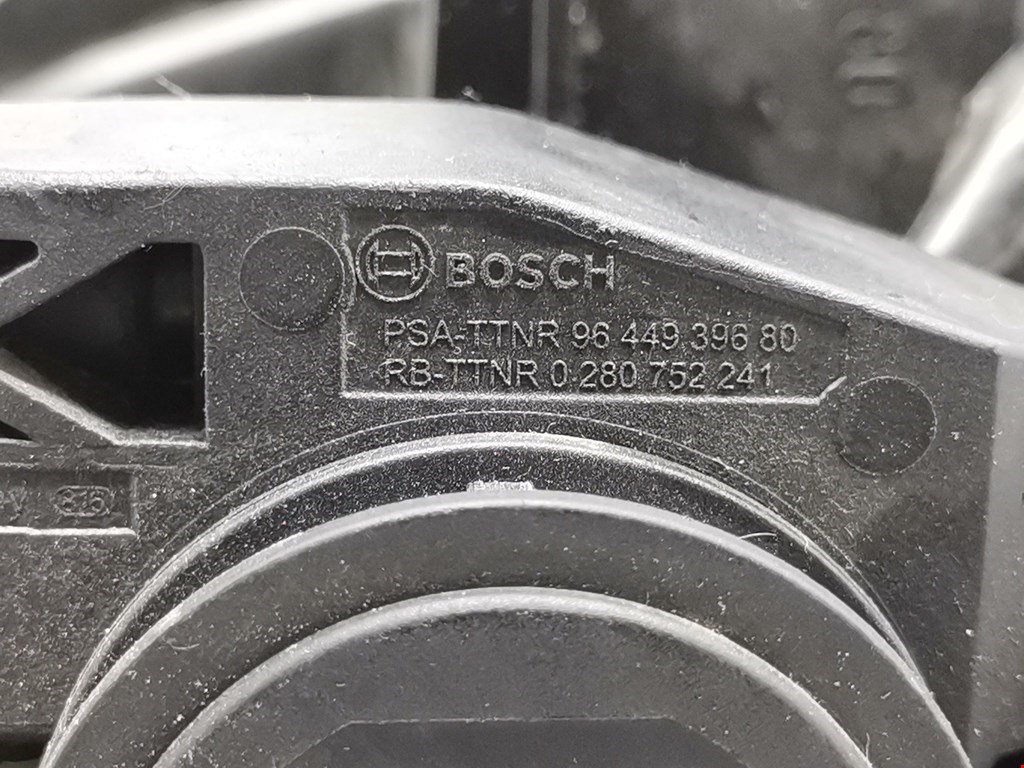 BOSCH
PSA-TTNR 96 449 396 80
RB-TTNR 0 280 752 241